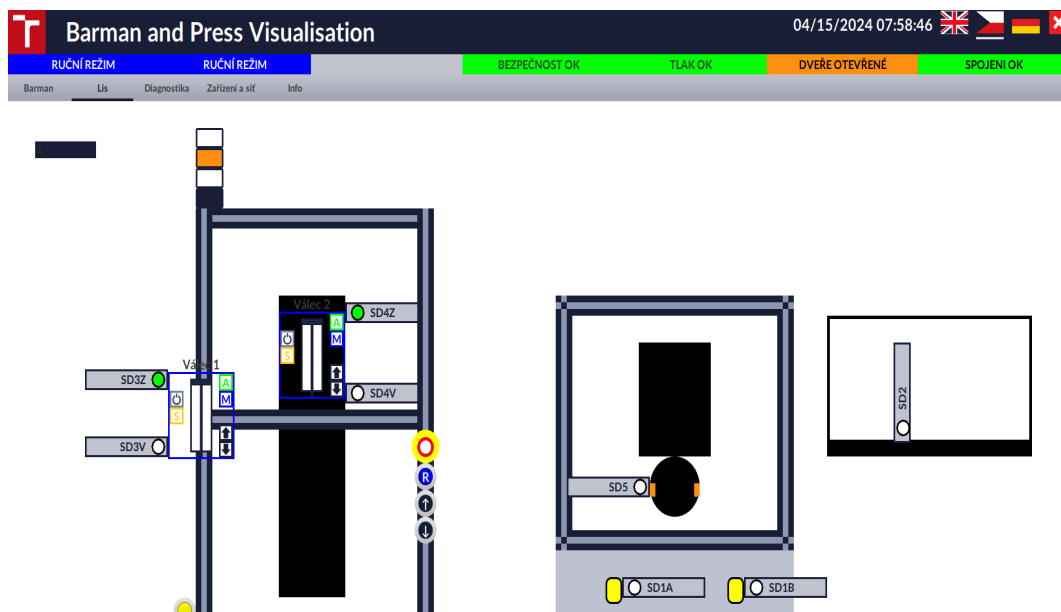 Barman and Press Visualisation
04/15/2024 07:58:46
RUČNÍ REŽIM
RUČNÍ REŽIM
BEZPEČNOST OK
TLAK OK
DVEŘE OTEVŘENÉ
SPOJENI OK
Barman
Lis
Diagnostika
Zařízení a síť
Info
Válec 2
SD4Z
A
M
S
SD4V
Válec 1
SD3Z
A
M
S
SD3V
R
SD2
SD5
SD1A
SD1B